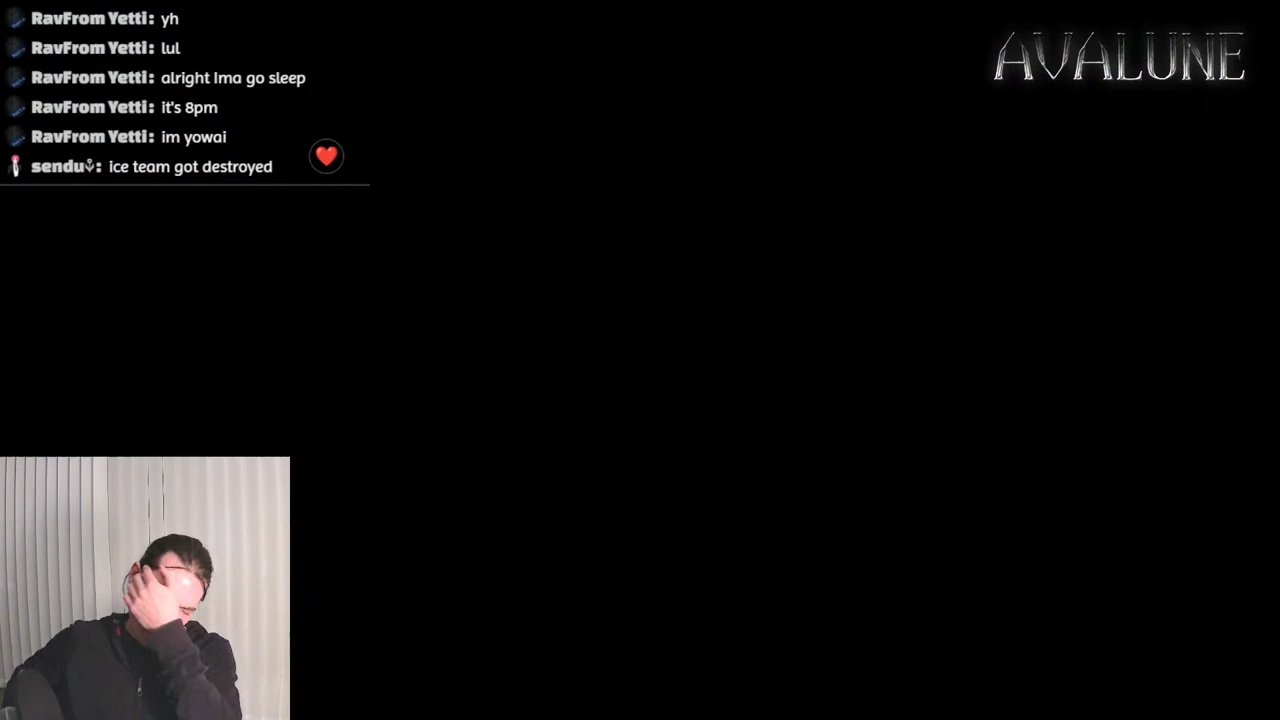 RavFrom Yetti: yh
RavFrom Yetti: lul
RavFrom Yetti: alright Ima go sleep
RavFrom Yetti: it's 8pm
RavFrom Yetti: im yowai
sendu⚓: ice team got destroyed
AVALUNE